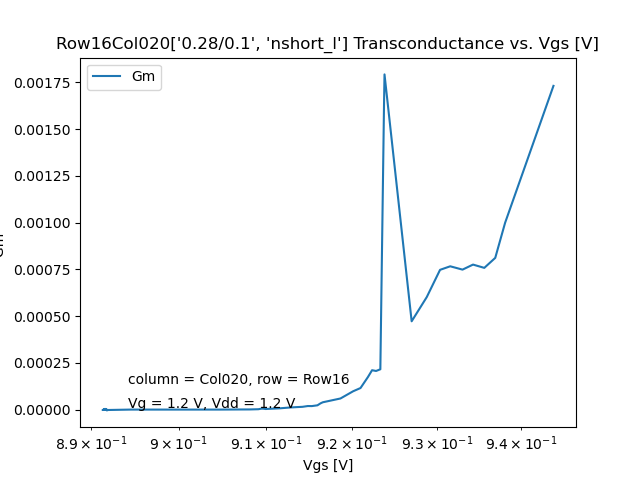 Row16Col020['0.28/0.1', 'nshort_l'] Transconductance vs. Vgs [V]
Gm
0.00175
0.00150
0.00125
0.00100
0.00075
0.00050
0.00025
0.00000
Gm
column = Col020, row = Row16
Vg = 1.2 V, Vdd = 1.2 V
8.9 × 10⁻¹ 9 × 10⁻¹ 9.1 × 10⁻¹ 9.2 × 10⁻¹ 9.3 × 10⁻¹ 9.4 × 10⁻¹
Vgs [V]